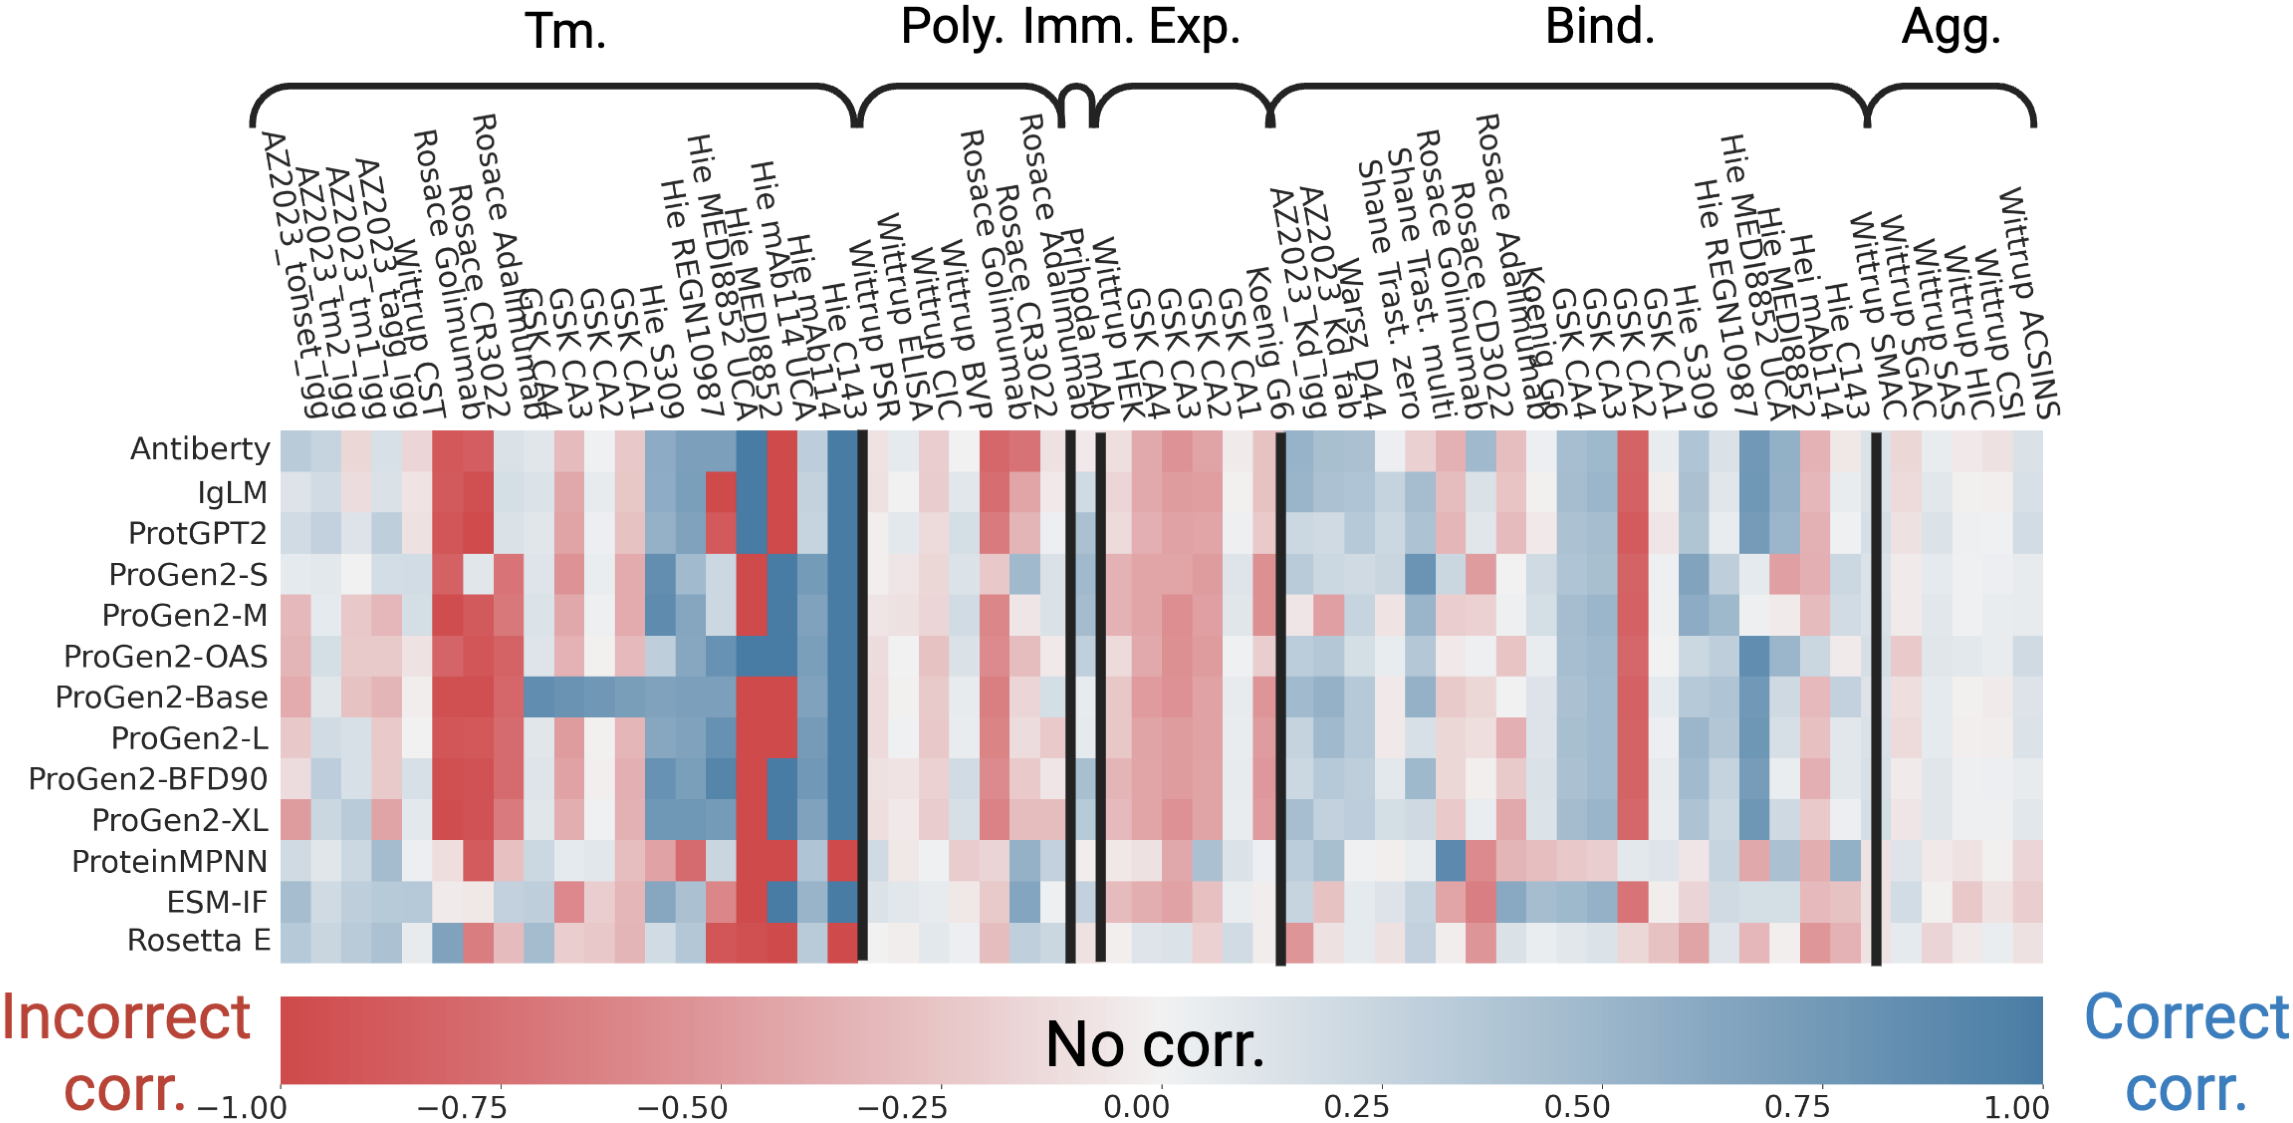 Tm.
Poly.
Imm.
Exp.
Bind.
Agg.
AZ2023_tonset_igg
AZ2023_tm2_igg
AZ2023_tm1_igg
AZ2023_tagg_igg
Wittrup CST
Rosace Golimumab
Rosace CR3022
Rosace Adalimumab
GSK CA4
GSK CA3
GSK CA2
GSK CA1
Hie S309
Hie REGN10987
Hie MEDI8852 UCA
Hie MEDI8852
Hie mAb114 UCA
Hie mAb114
Hie C143
Wittrup PSR
Wittrup ELISA
Wittrup CIC
Wittrup BVP
Rosace Golimumab
Rosace CR3022
Rosace Adalimumab
Prihoda mAb
Wittrup HEK
GSK CA4
GSK CA3
GSK CA2
GSK CA1
Koenig G6
AZ2023_Kd_igg
AZ2023_Kd_fab
Warsz D44
Shane Trast. zero
Shane Trast. multi
Rosace Golimumab
Rosace CD3022
Rosace Adalimumab
Koenig G6
GSK CA4
GSK CA3
GSK CA2
GSK CA1
Hie S309
Hie REGN10987
Hie MEDI8852 UCA
Hie MEDI8852
Hei mAb114
Hie C143
Wittrup SMAC
Wittrup SGAC
Wittrup SAS
Wittrup HIC
Wittrup CSI
Wittrup ACSINS
Antiberty
IgLM
ProtGPT2
ProGen2-S
ProGen2-M
ProGen2-OAS
ProGen2-Base
ProGen2-L
ProGen2-BFD90
ProGen2-XL
ProteinMPNN
ESM-IF
Rosetta E
Incorrect
corr.
No corr.
Correct
corr.
−1.00
−0.75
−0.50
−0.25
0.00
0.25
0.50
0.75
1.00